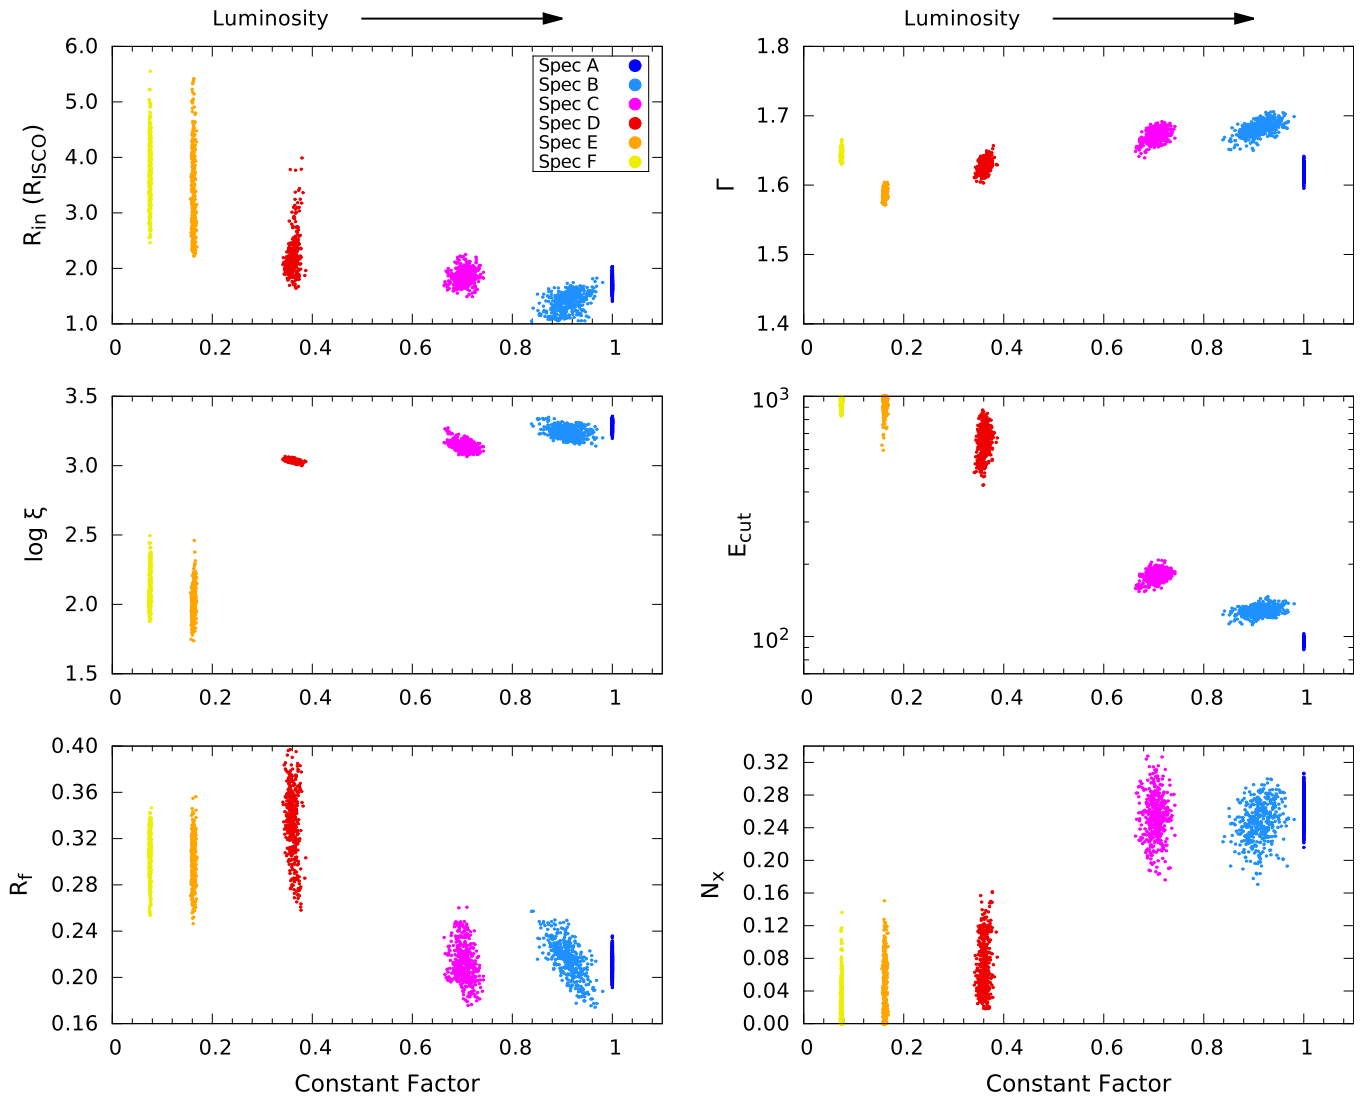 Luminosity
Luminosity
6.0
5.0
4.0
3.0
2.0
1.0
R_in (R_ISCO)
Spec A
Spec B
Spec C
Spec D
Spec E
Spec F
0 0.2 0.4 0.6 0.8 1
1.8
1.7
1.6
1.5
1.4
Γ
0 0.2 0.4 0.6 0.8 1
3.5
3.0
2.5
2.0
1.5
log ξ
0 0.2 0.4 0.6 0.8 1
10^3
10^2
E_cut
0 0.2 0.4 0.6 0.8 1
0.40
0.36
0.32
0.28
0.24
0.20
0.16
R_f
0 0.2 0.4 0.6 0.8 1
Constant Factor
0.32
0.28
0.24
0.20
0.16
0.12
0.08
0.04
0.00
N_x
0 0.2 0.4 0.6 0.8 1
Constant Factor